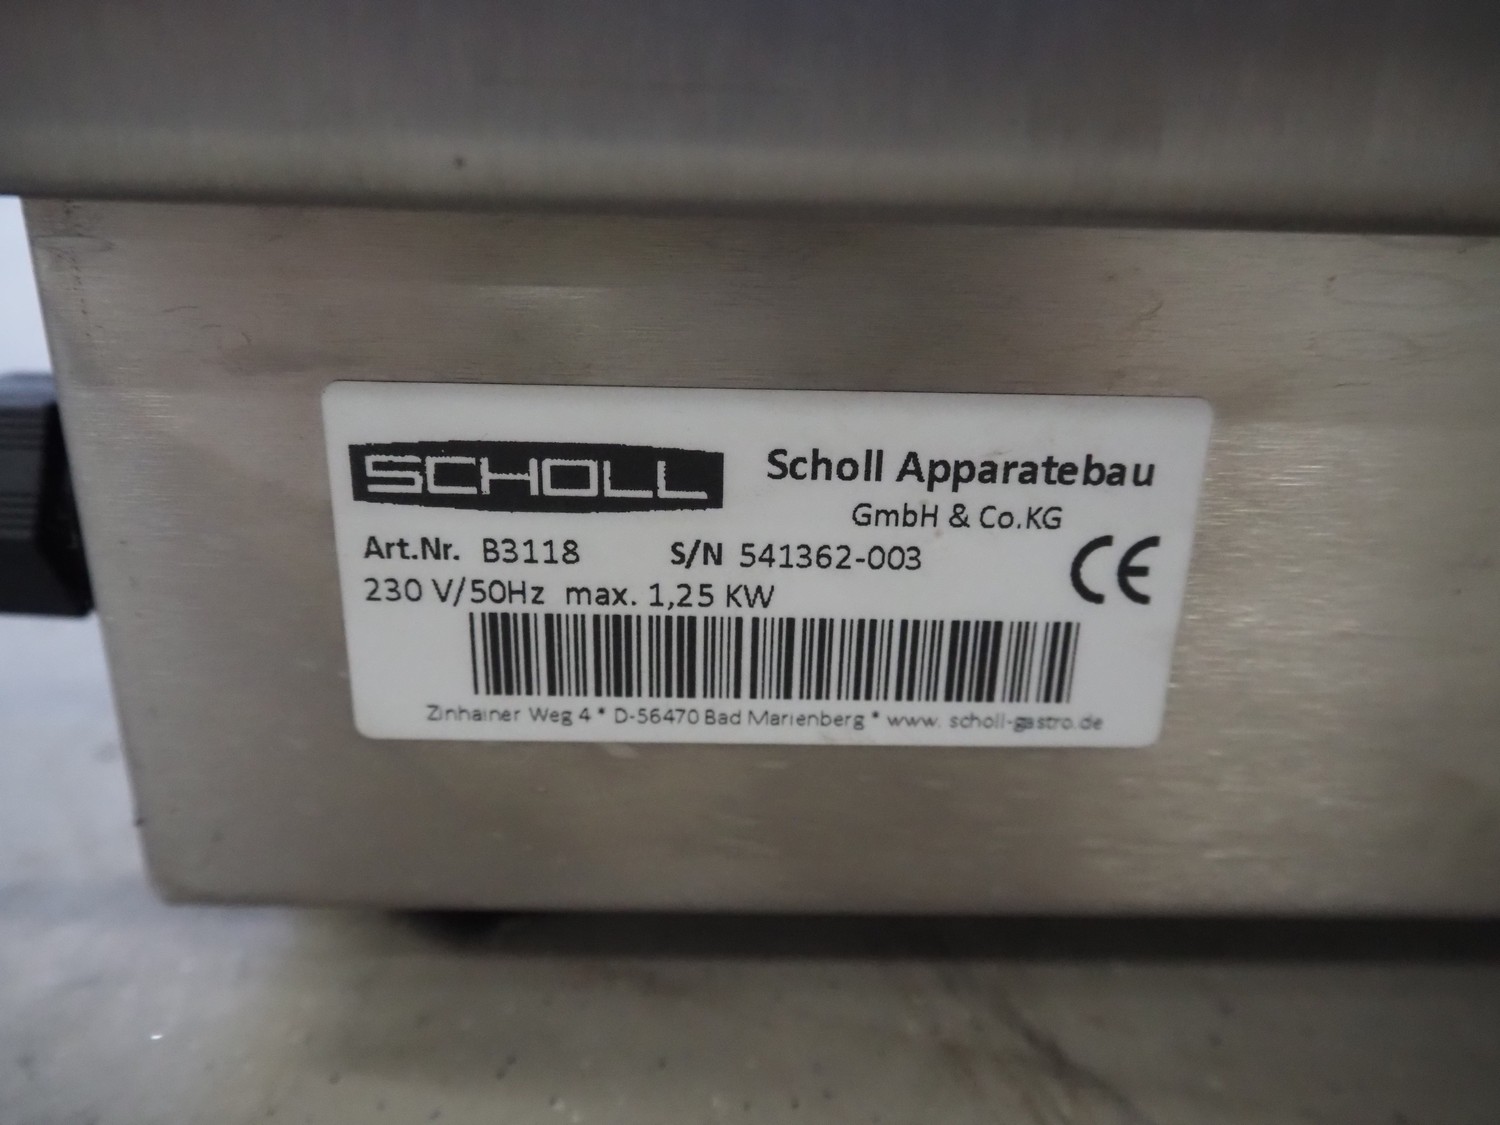 SCHOLL
Scholl Apparatebau
GmbH & Co.KG
Art.Nr. B3118 S/N 541362-003
230 V/50Hz max. 1,25 KW
CE
Zinhainer Weg 4 * D-56470 Bad Marienberg * www. scholl-gastro.de